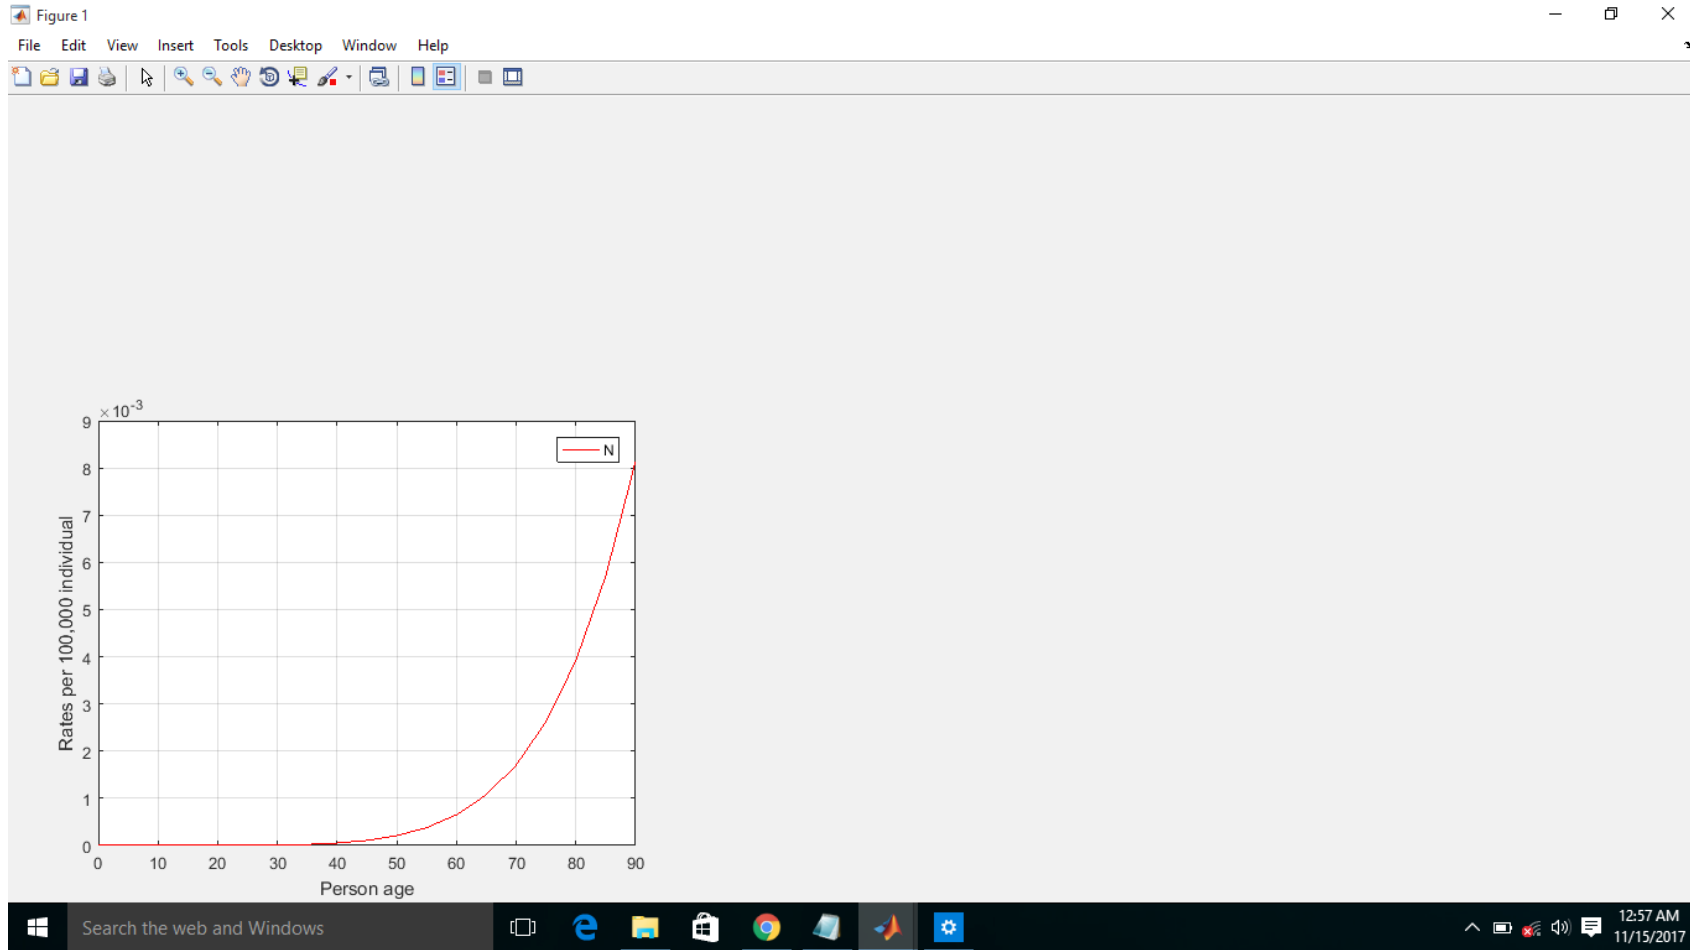 Figure 1
File Edit View Insert Tools Desktop Window Help
×10-3
9
8
7
6
5
4
3
2
1
0
Rates per 100,000 individual
N
0 10 20 30 40 50 60 70 80 90
Person age
Search the web and Windows
12:57 AM
11/15/2017